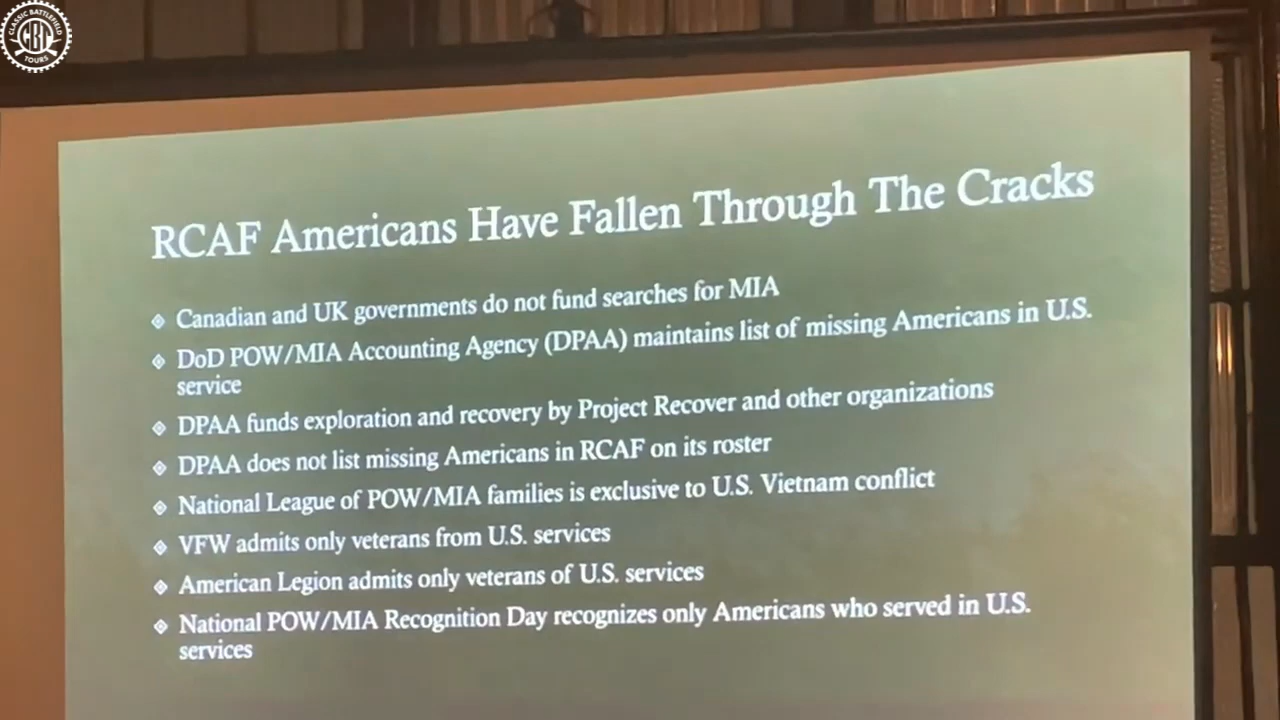 CLASSIC BATTLEFIELD
CBT
TOURS
RCAF Americans Have Fallen Through The Cracks
Canadian and UK governments do not fund searches for MIA
DoD POW/MIA Accounting Agency (DPAA) maintains list of missing Americans in U.S.
service
DPAA funds exploration and recovery by Project Recover and other organizations
DPAA does not list missing Americans in RCAF on its roster
National League of POW/MIA families is exclusive to U.S. Vietnam conflict
VFW admits only veterans from U.S. services
American Legion admits only veterans of U.S. services
National POW/MIA Recognition Day recognizes only Americans who served in U.S.
services